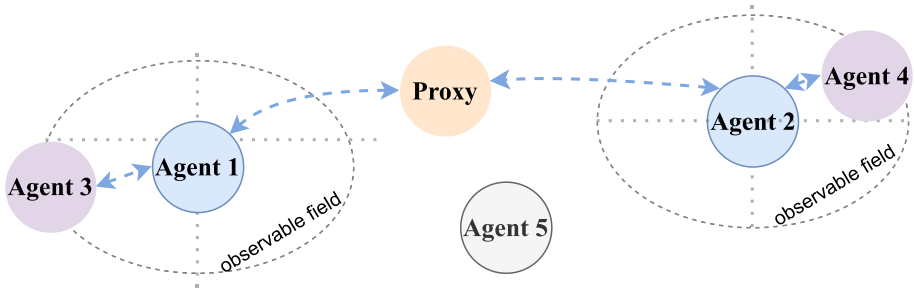 Proxy
Agent 4
Agent 2
Agent 1
Agent 3
observable field
observable field
Agent 5